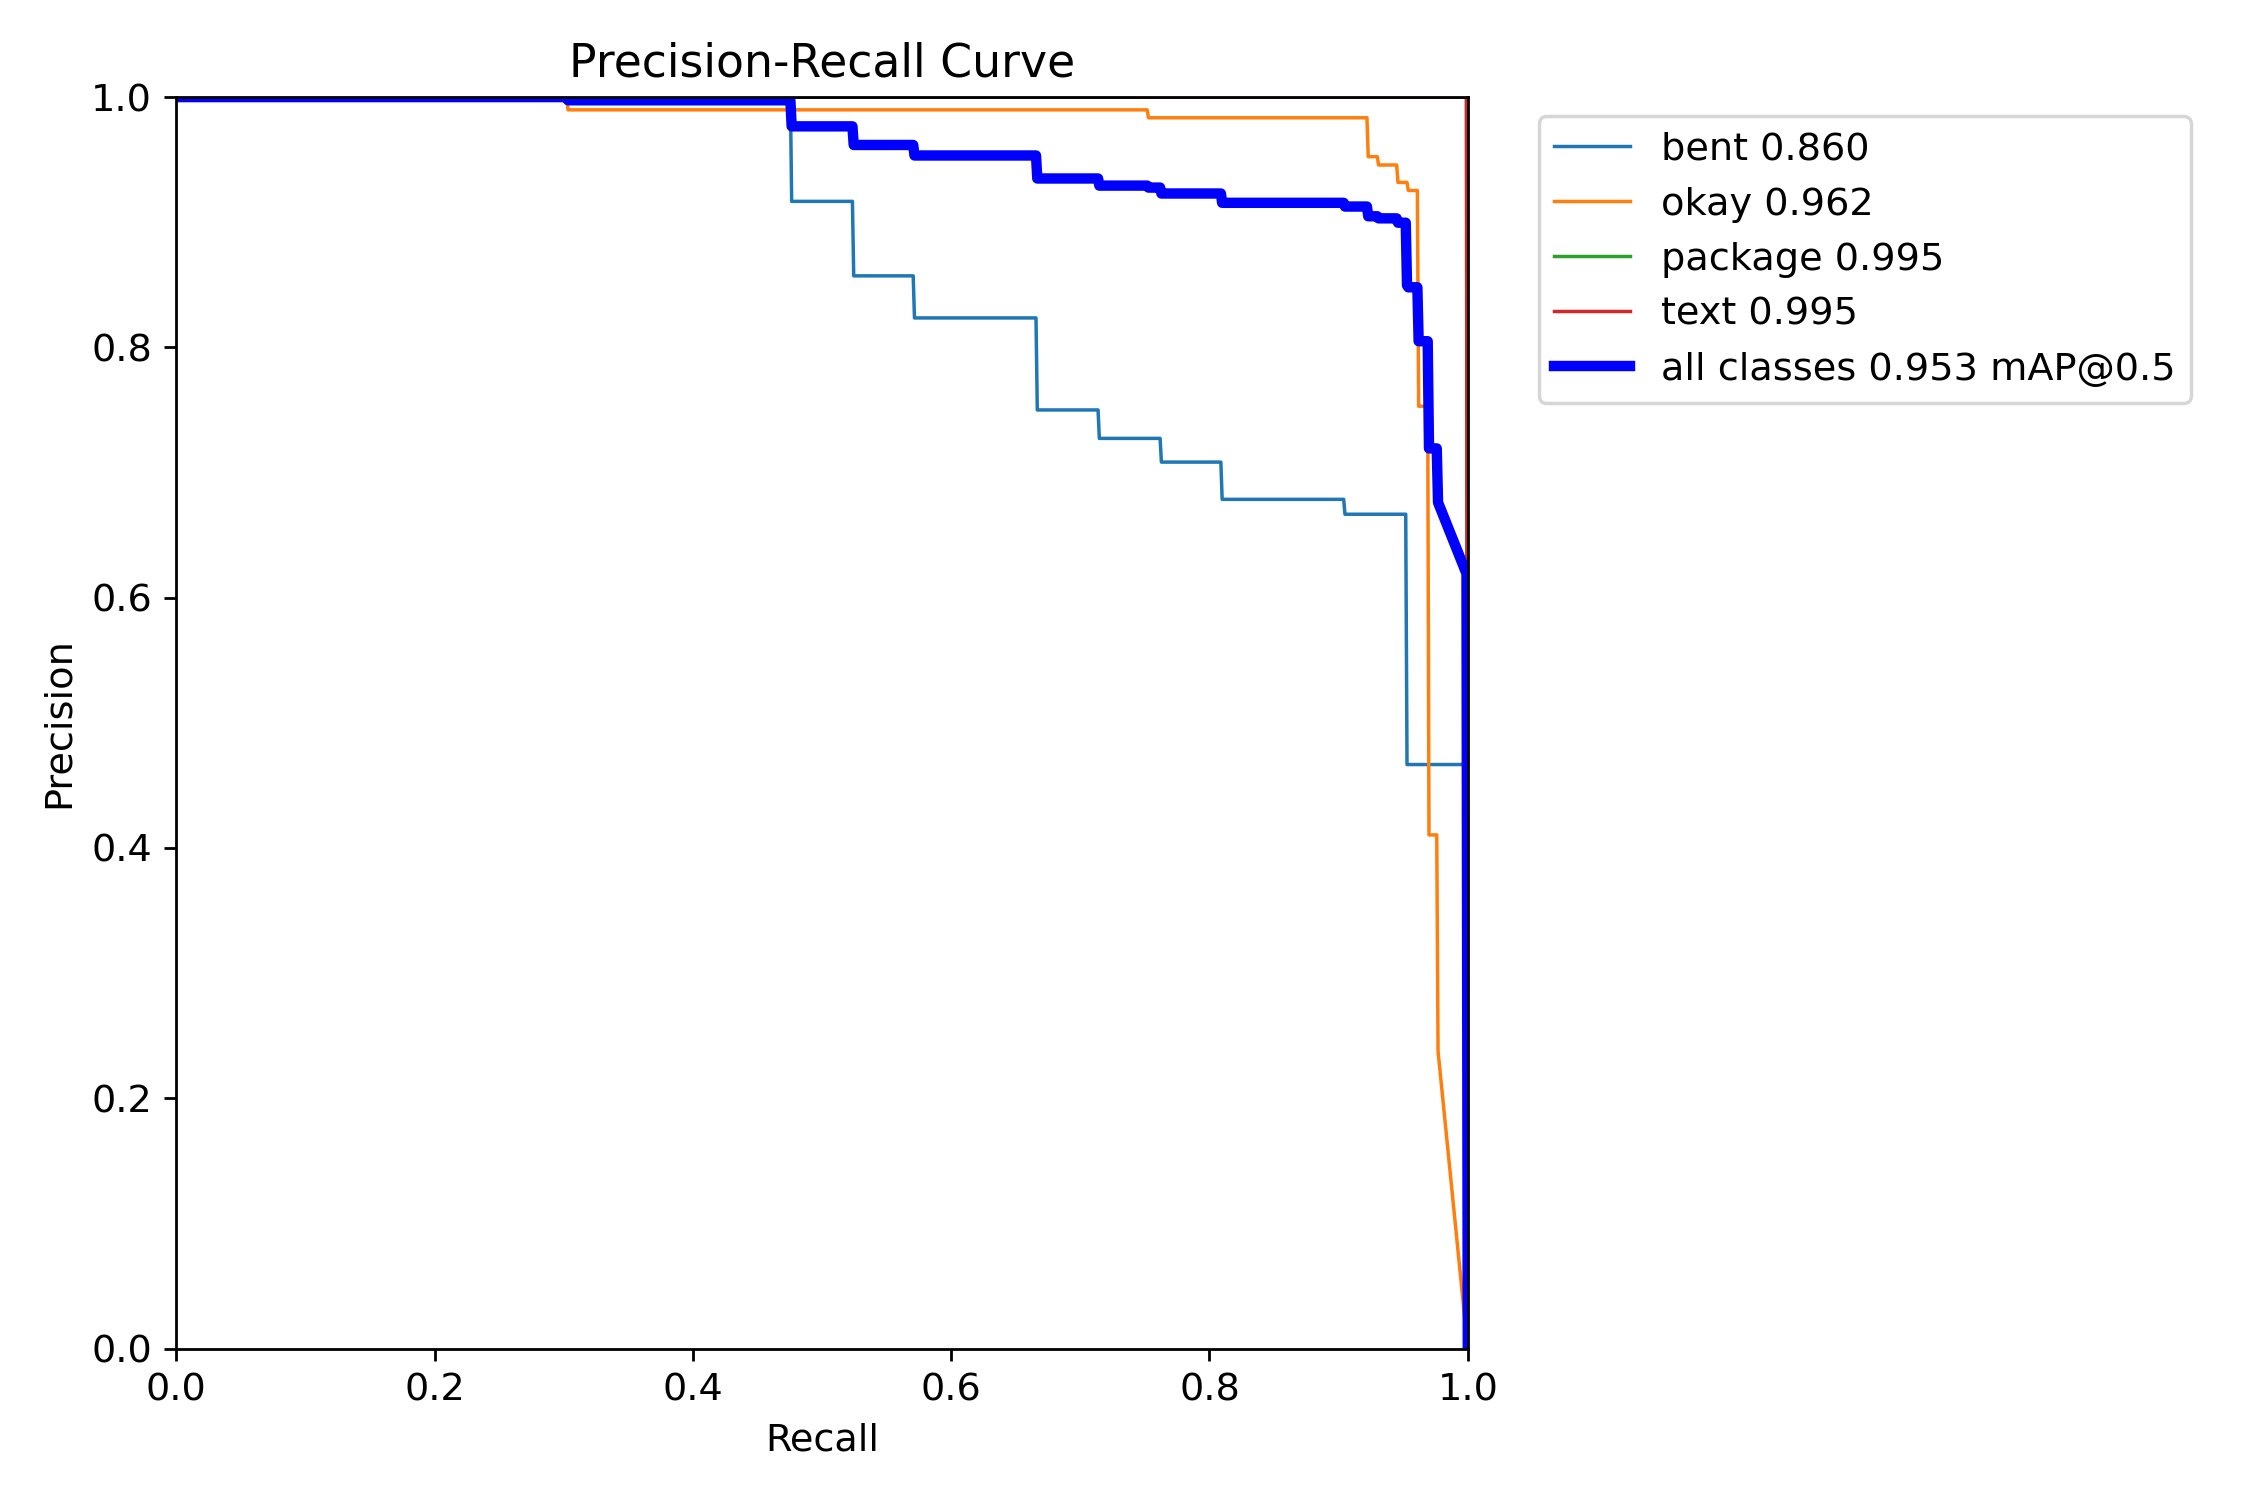 Precision-Recall Curve
1.0
0.8
0.6
0.4
0.2
0.0
Precision
0.0 0.2 0.4 0.6 0.8 1.0
Recall
bent 0.860
okay 0.962
package 0.995
text 0.995
all classes 0.953 mAP@0.5